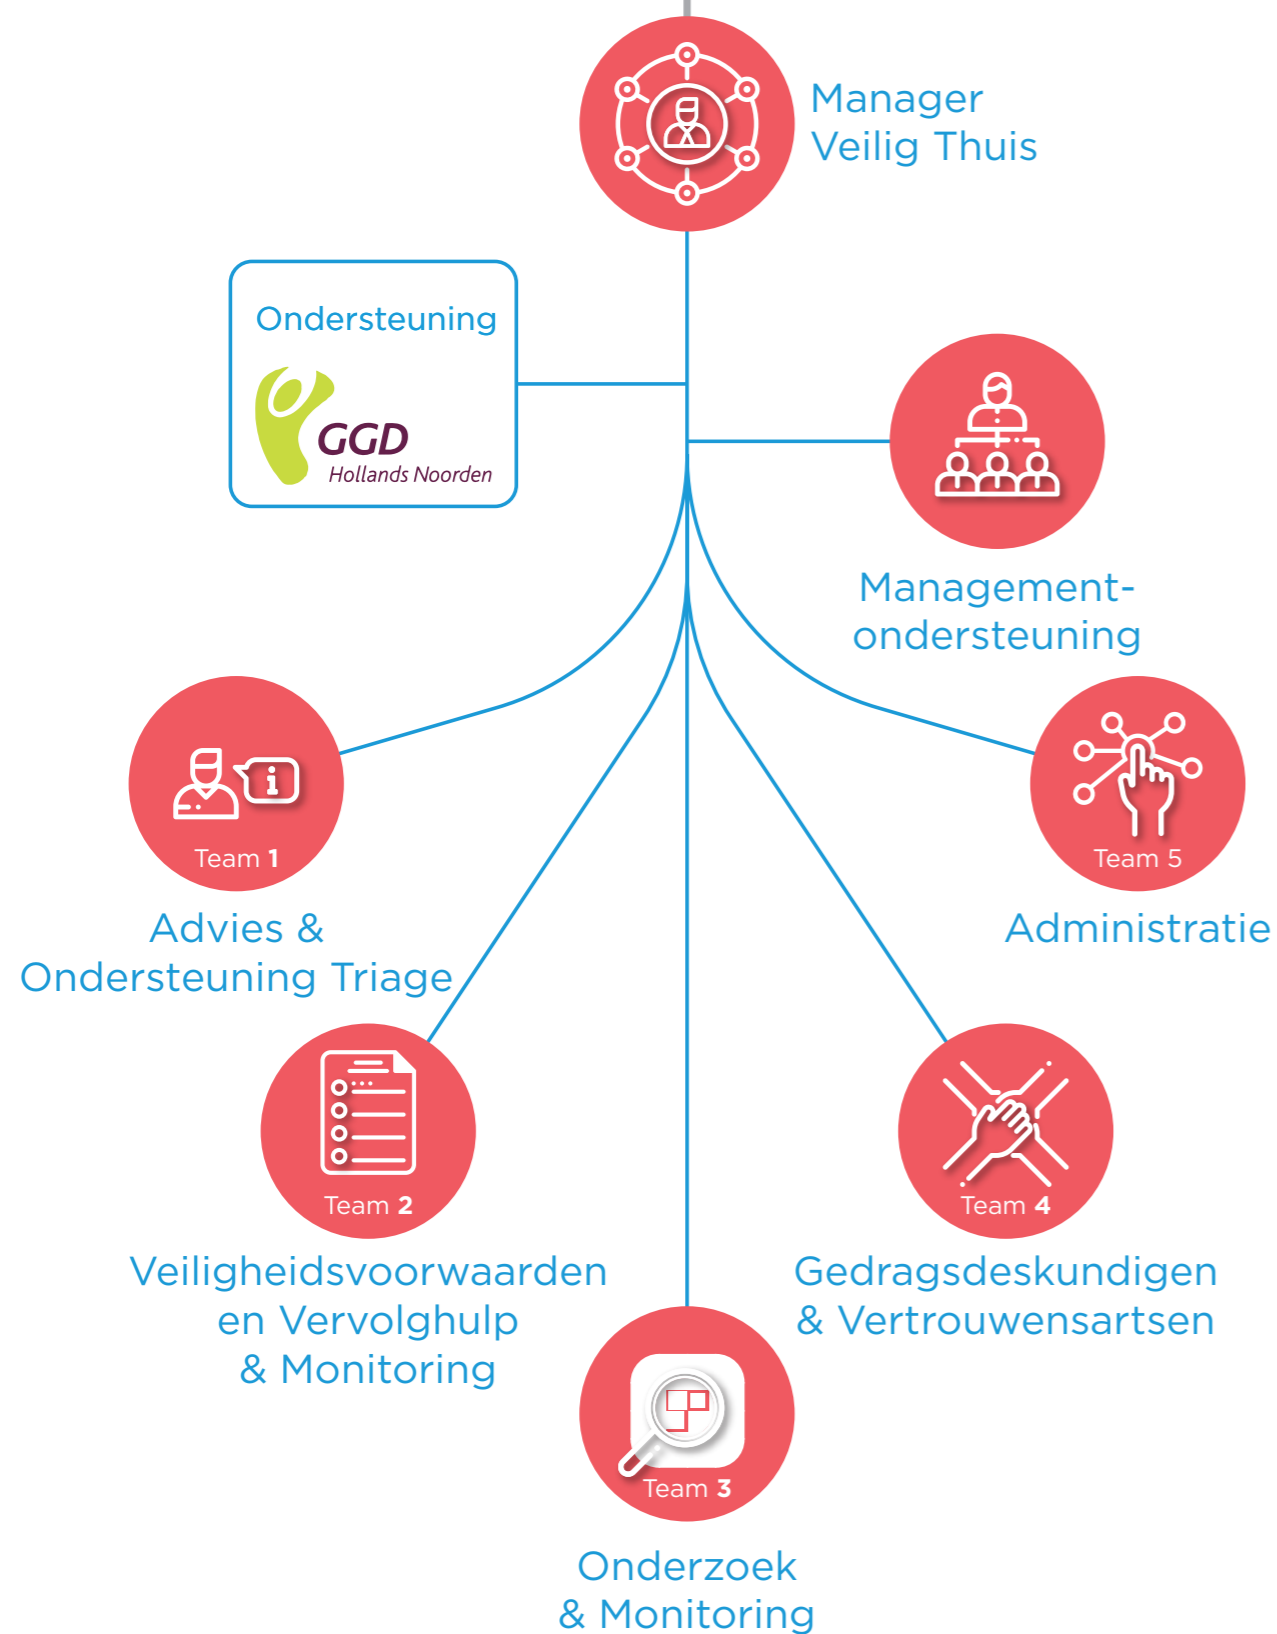 Manager
Veilig Thuis
Ondersteuning
GGD
Hollands Noorden
Management-
ondersteuning
Team 1
Advies &
Ondersteuning Triage
Team 5
Administratie
Team 2
Veiligheidsvoorwaarden
en Vervolghulp
& Monitoring
Team 4
Gedragsdeskundigen
& Vertrouwensartsen
Team 3
Onderzoek
& Monitoring